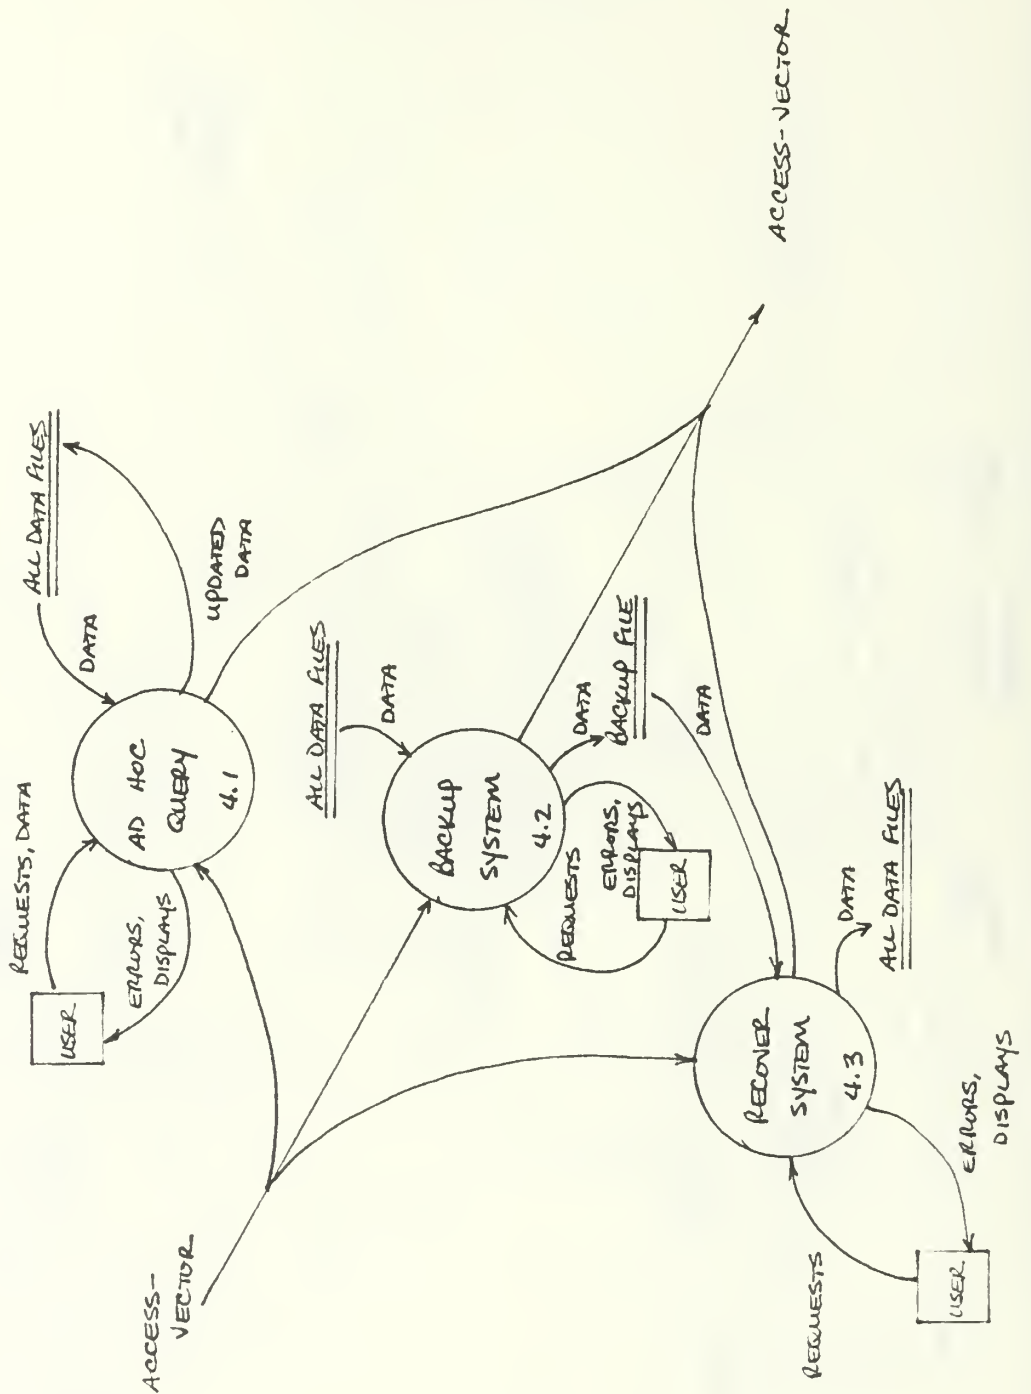 ACCESS-
VECTOR
USER
REQUESTS, DATA
ERRORS,
DISPLAYS
AD HOC
QUERY
4.1
DATA
ALL DATA FILES
UPDATED
DATA
ALL DATA FILES
DATA
BACKUP
SYSTEM
4.2
REQUESTS
ERRORS,
DISPLAYS
USER
DATA
BACKUP FILE
DATA
RECOVER
SYSTEM
4.3
DATA
ALL DATA FILES
REQUESTS
USER
ERRORS,
DISPLAYS
ACCESS-VECTOR